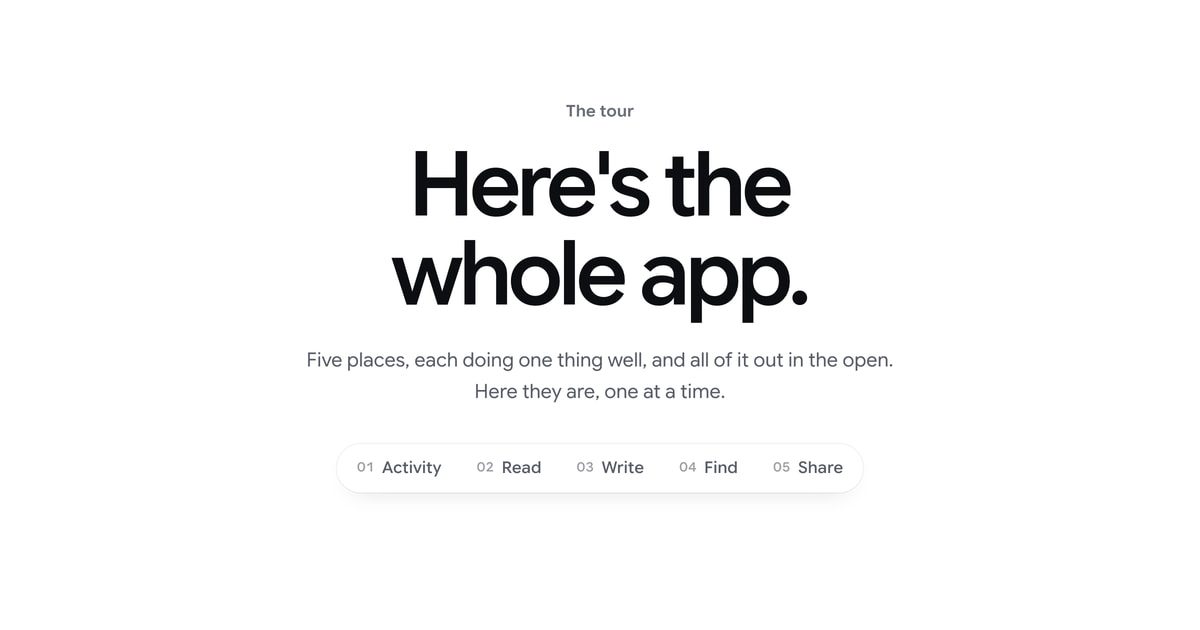 The tour
Here's the
whole app.
Five places, each doing one thing well, and all of it out in the open.
Here they are, one at a time.
01 Activity 02 Read 03 Write 04 Find 05 Share